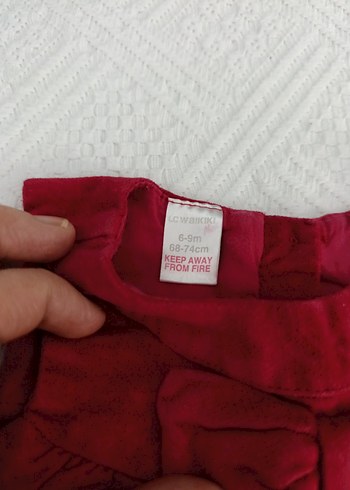 LC WAIKIKI
6-9m
68-74cm
KEEP AWAY
FROM FIRE